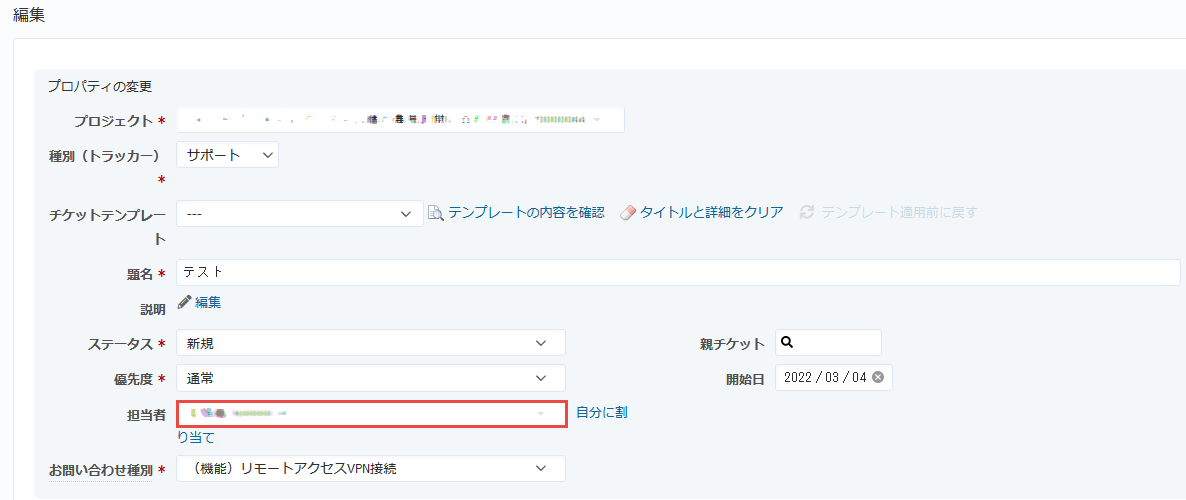 編集
プロパティの変更
プロジェクト *
種別（トラッカー） サポート
*
チケットテンプレー --- テンプレートの内容を確認 タイトルと詳細をクリア テンプレート適用前に戻す
ト
題名 * テスト
説明 編集
ステータス * 新規 親チケット
優先度 * 通常 開始日 2022/03/04
担当者 自分に割
り当て
お問い合わせ種別 * （機能）リモートアクセスVPN接続